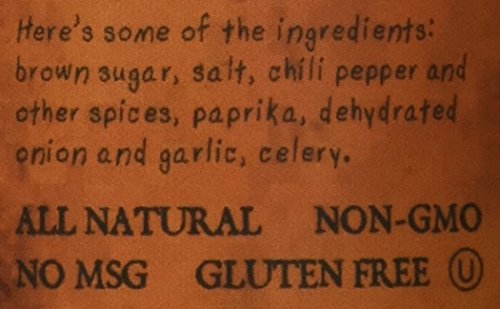 Here's some of the ingredients:
brown sugar, salt, chili pepper and
other spices, paprika, dehydrated
onion and garlic, celery.
ALL NATURAL NON-GMO
NO MSG GLUTEN FREE Ⓤ